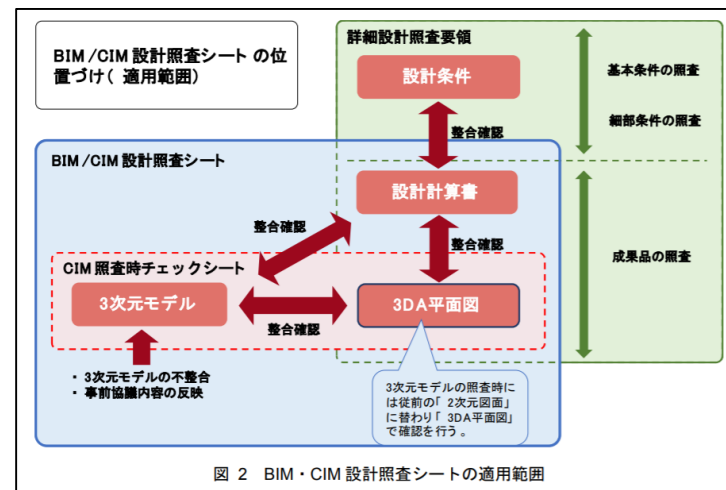 BIM/CIM 設計照査シート の位
置づけ( 適用範囲)
詳細設計照査要領
設計条件
基本条件の照査
細部条件の照査
整合確認
BIM/CIM 設計照査シート
設計計算書
整合確認
整合確認
成果品の照査
CIM 照査時チェックシート
3次元モデル
3DA平面図
整合確認
・ 3次元モデルの不整合
・ 事前協議内容の反映
3次元モデルの照査時に
は従前の「 2次元図面」
に替わり「 3DA平面図」
で確認を行う 。
図 2 BIM・CIM 設計照査シートの適用範囲